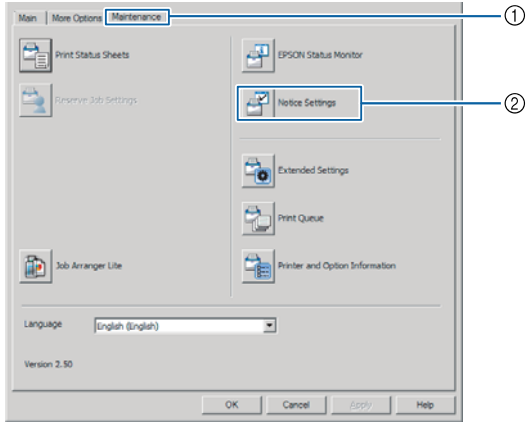 Main More Options Maintenance
①
Print Status Sheets
EPSON Status Monitor
Reserve Job Settings
Notice Settings
②
Extended Settings
Print Queue
Job Arranger Lite
Printer and Option Information
Language English (English)
Version 2.50
OK Cancel Apply Help